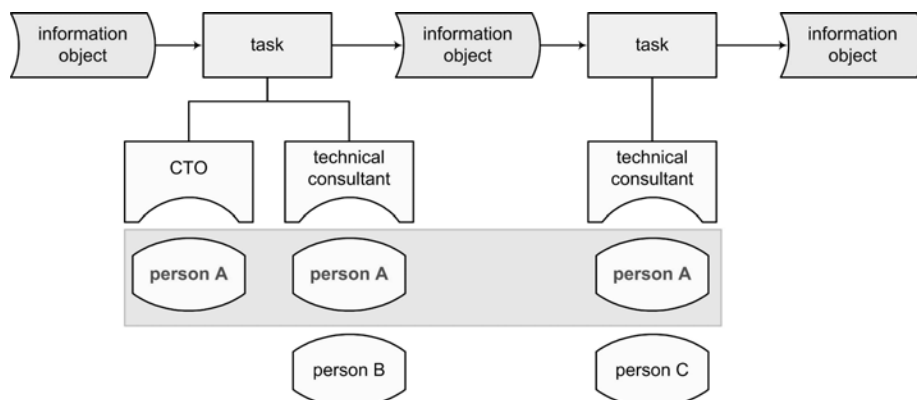 information
object
task
information
object
task
information
object
CTO
technical
consultant
technical
consultant
person A
person A
person A
person B
person C